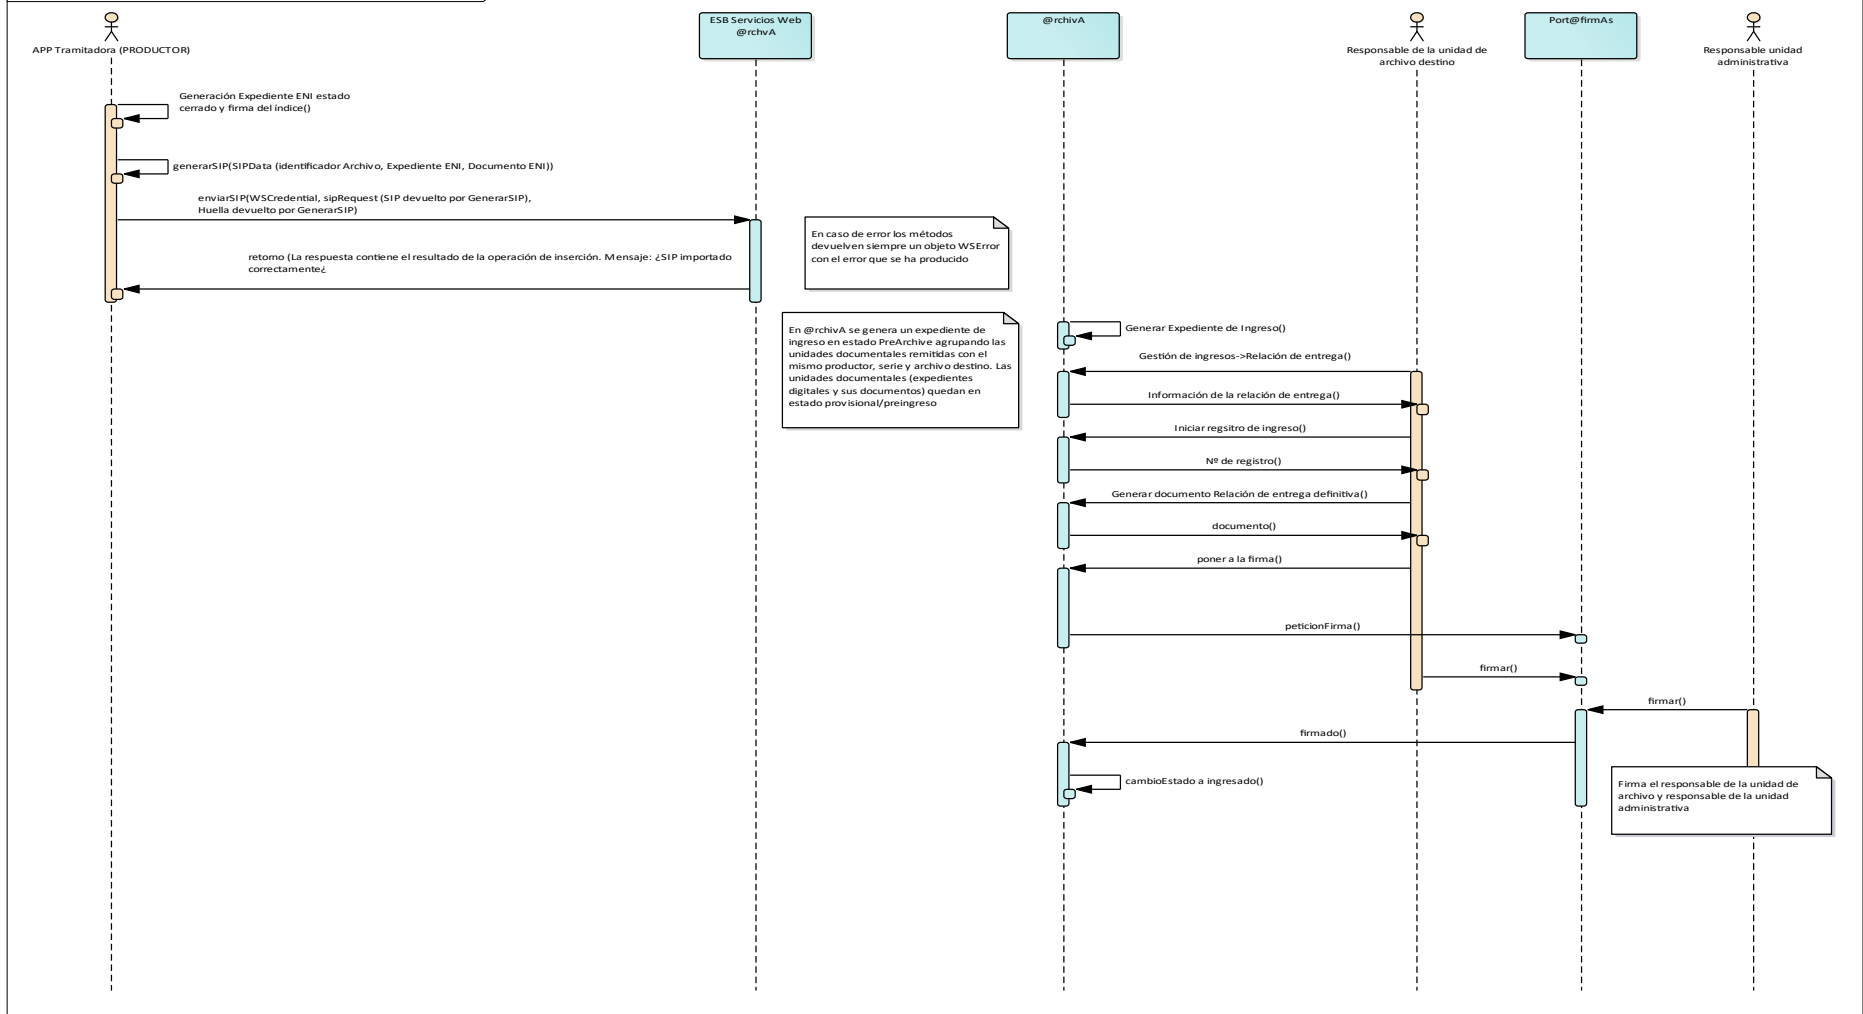 APP Tramitadora (PRODUCTOR)
ESB Servicios Web
@rchvA
@rchivA
Responsable de la unidad de
archivo destino
Port@firmAs
Responsable unidad
administrativa
Generación Expediente ENI estado
cerrado y firma del índice()
generarSIP(SIPData (identificador Archivo, Expediente ENI, Documento ENI))
enviarSIP(WSCredential, sipRequest (SIP devuelto por GenerarSIP),
Huella devuelto por GenerarSIP)
retorno (La respuesta contiene el resultado de la operación de inserción. Mensaje: ¿SIP importado
correctamente¿
En caso de error los métodos
devuelven siempre un objeto WSError
con el error que se ha producido
En @rchivA se genera un expediente de
ingreso en estado PreArchive agrupando las
unidades documentales remitidas con el
mismo productor, serie y archivo destino. Las
unidades documentales (expedientes
digitales y sus documentos) quedan en
estado provisional/preingreso
Generar Expediente de Ingreso()
Gestión de ingresos->Relación de entrega()
Información de la relación de entrega()
Iniciar regsitro de ingreso()
Nº de registro()
Generar documento Relación de entrega definitiva()
documento()
poner a la firma()
peticionFirma()
firmar()
firmar()
firmado()
cambioEstado a ingresado()
Firma el responsable de la unidad de
archivo y responsable de la unidad
administrativa